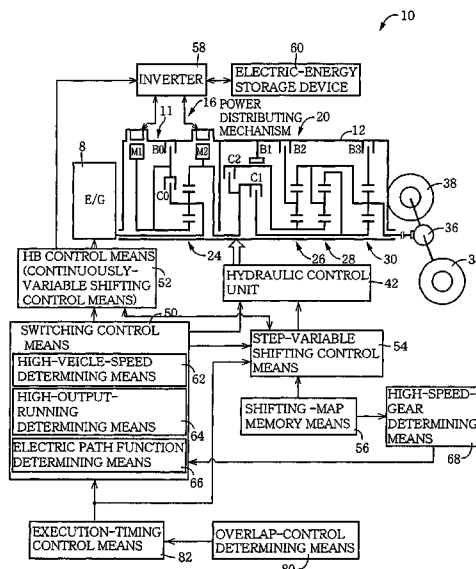 10
58
60
INVERTER
ELECTRIC-ENERGY
STORAGE DEVICE
16
POWER
DISTRIBUTING
MECHANISM
11
20
12
8
M1
B0
M2
B1
B2
B3
C2
C1
C0
E/G
38
36
24
26
28
30
HB CONTROL MEANS
(CONTINUOUSLY-
VARIABLE SHIFTING
CONTROL MEANS)
52
HYDRAULIC CONTROL
UNIT
42
50
SWITCHING CONTROL
MEANS
HIGH-VEICLE-SPEED
DETERMINING MEANS
62
HIGH-OUTPUT-
RUNNING
DETERMINING MEANS
64
ELECTRIC PATH FUNCTION
DETERMINING MEANS
66
STEP-VARIABLE
SHIFTING CONTROL
MEANS
54
SHIFTING -MAP
MEMORY MEANS
56
HIGH-SPEED-
GEAR
DETERMINING
MEANS
68
EXECUTION-TIMING
CONTROL MEANS
82
OVERLAP-CONTROL
DETERMINING MEANS
80